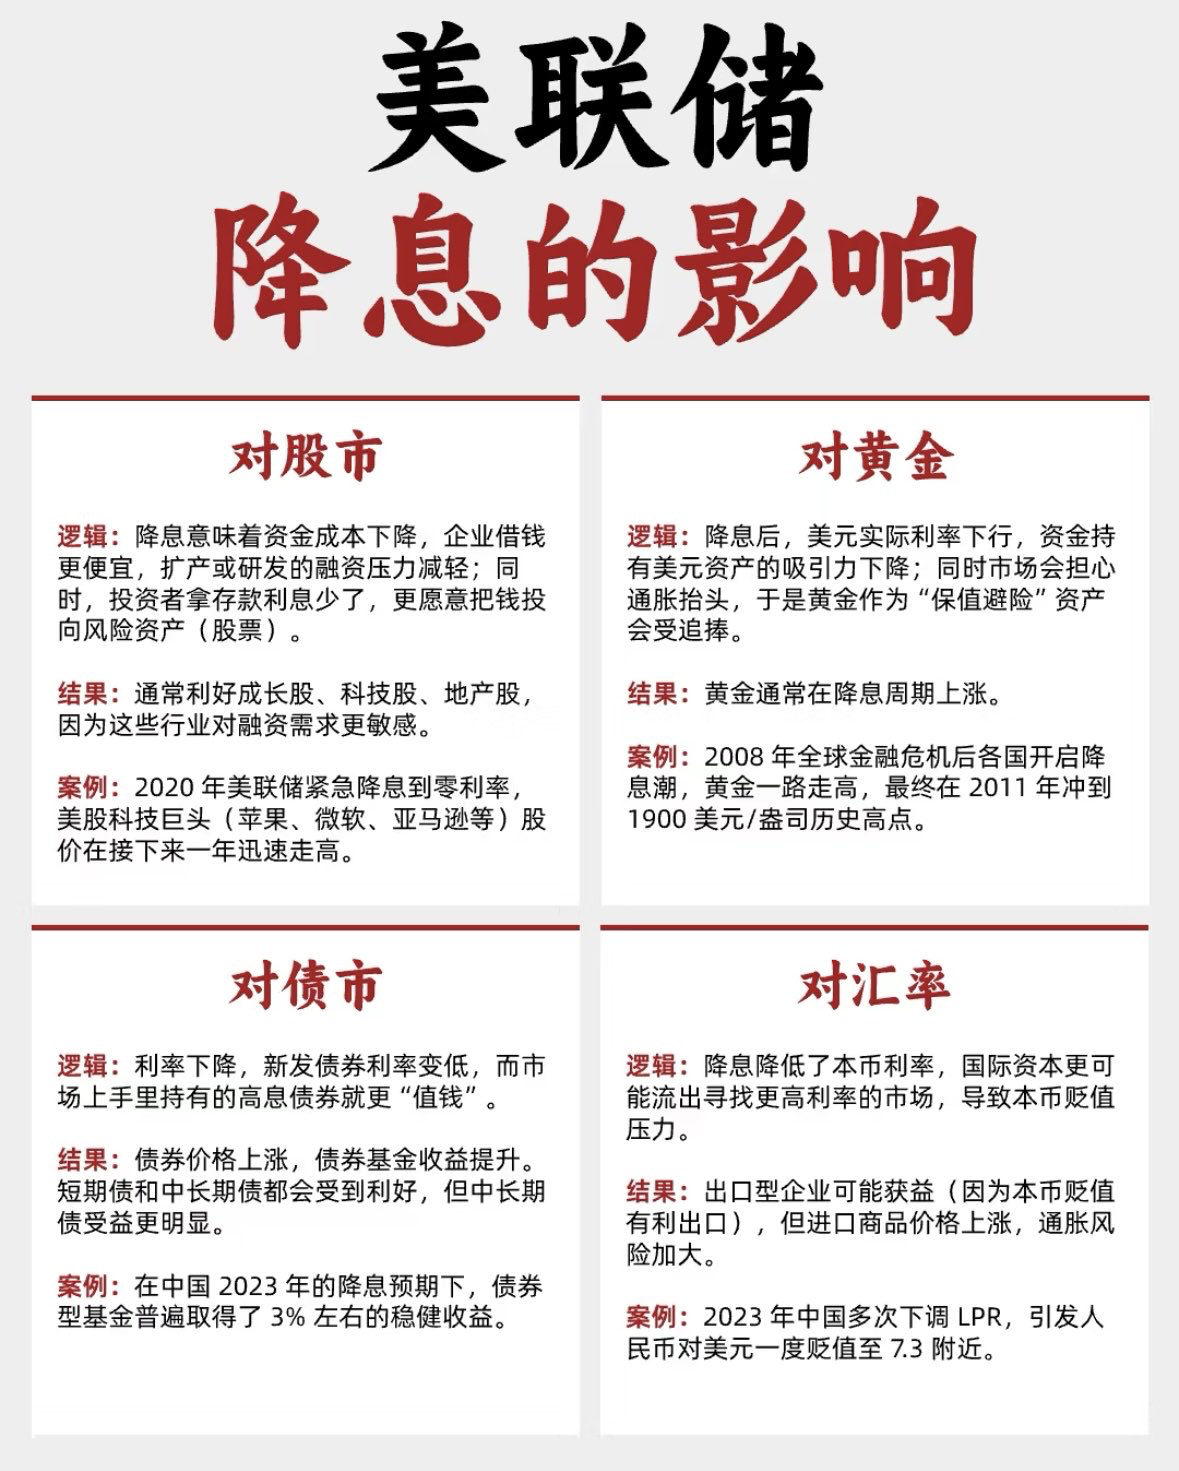 美联储
降息的影响
对股市
逻辑：降息意味着资金成本下降，企业借钱
更便宜，扩产或研发的融资压力减轻；同
时，投资者拿存款利息少了，更愿意把钱投
向风险资产（股票）。
结果：通常利好成长股、科技股、地产股，
因为这些行业对融资需求更敏感。
案例：2020 年美联储紧急降息到零利率，
美股科技巨头（苹果、微软、亚马逊等）股
价在接下来一年迅速走高。
对黄金
逻辑：降息后，美元实际利率下行，资金持
有美元资产的吸引力下降；同时市场会担心
通胀抬头，于是黄金作为“保值避险”资产
会受追捧。
结果：黄金通常在降息周期上涨。
案例：2008 年全球金融危机后各国开启降
息潮，黄金一路走高，最终在 2011 年冲到
1900 美元/盎司历史高点。
对债市
逻辑：利率下降，新发债券利率变低，而市
场上手里持有的高息债券就更“值钱”。
结果：债券价格上涨，债券基金收益提升。
短期债和中长期债都会受到利好，但中长期
债受益更明显。
案例：在中国 2023 年的降息预期下，债券
型基金普遍取得了 3% 左右的稳健收益。
对汇率
逻辑：降息降低了本币利率，国际资本更可
能流出寻找更高利率的市场，导致本币贬值
压力。
结果：出口型企业可能获益（因为本币贬值
有利出口），但进口商品价格上涨，通胀风
险加大。
案例：2023 年中国多次下调 LPR，引发人
民币对美元一度贬值至 7.3 附近。